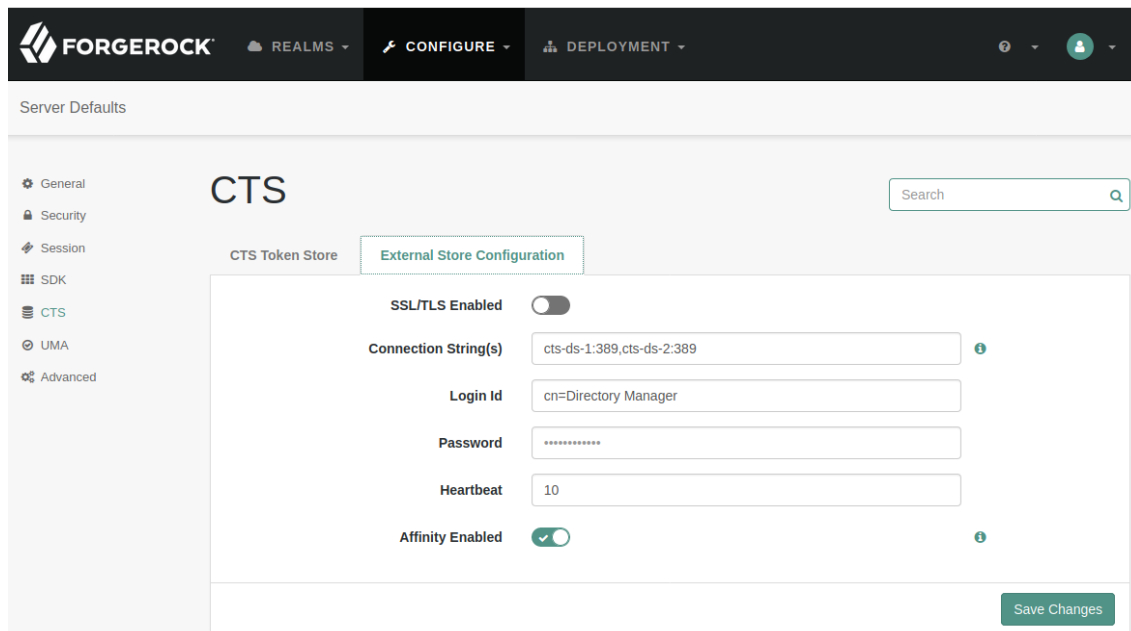 FORGEROCK REALMS CONFIGURE DEPLOYMENT
Server Defaults
General
Security
Session
SDK
CTS
UMA
Advanced
CTS
Search
CTS Token Store External Store Configuration
SSL/TLS Enabled
Connection String(s) cts-ds-1:389,cts-ds-2:389
Login Id cn=Directory Manager
Password ••••••••••••
Heartbeat 10
Affinity Enabled
Save Changes